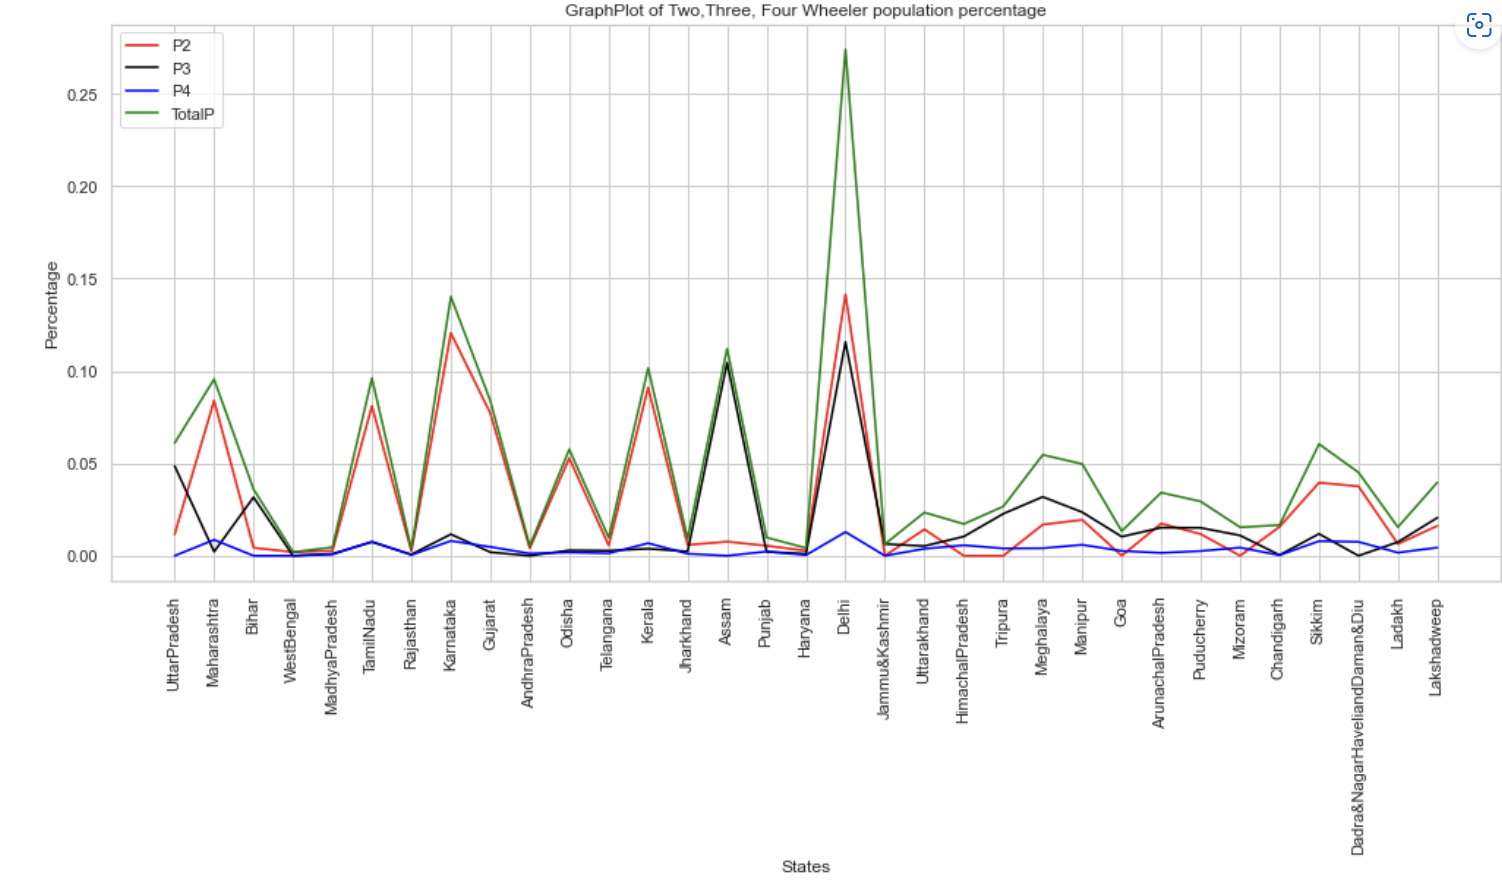 GraphPlot of Two,Three, Four Wheeler population percentage
P2
P3
P4
TotalP
0.25
0.20
0.15
0.10
0.05
0.00
Percentage
UttarPradesh
Maharashtra
Bihar
WestBengal
MadhyaPradesh
TamilNadu
Rajasthan
Karnataka
Gujarat
AndhraPradesh
Odisha
Telangana
Kerala
Jharkhand
Assam
Punjab
Haryana
Delhi
Jammu&Kashmir
Uttarakhand
HimachalPradesh
Tripura
Meghalaya
Manipur
Goa
ArunachalPradesh
Puducherry
Mizoram
Chandigarh
Sikkim
Dadra&NagarHaveliandDaman&Diu
Ladakh
Lakshadweep
States